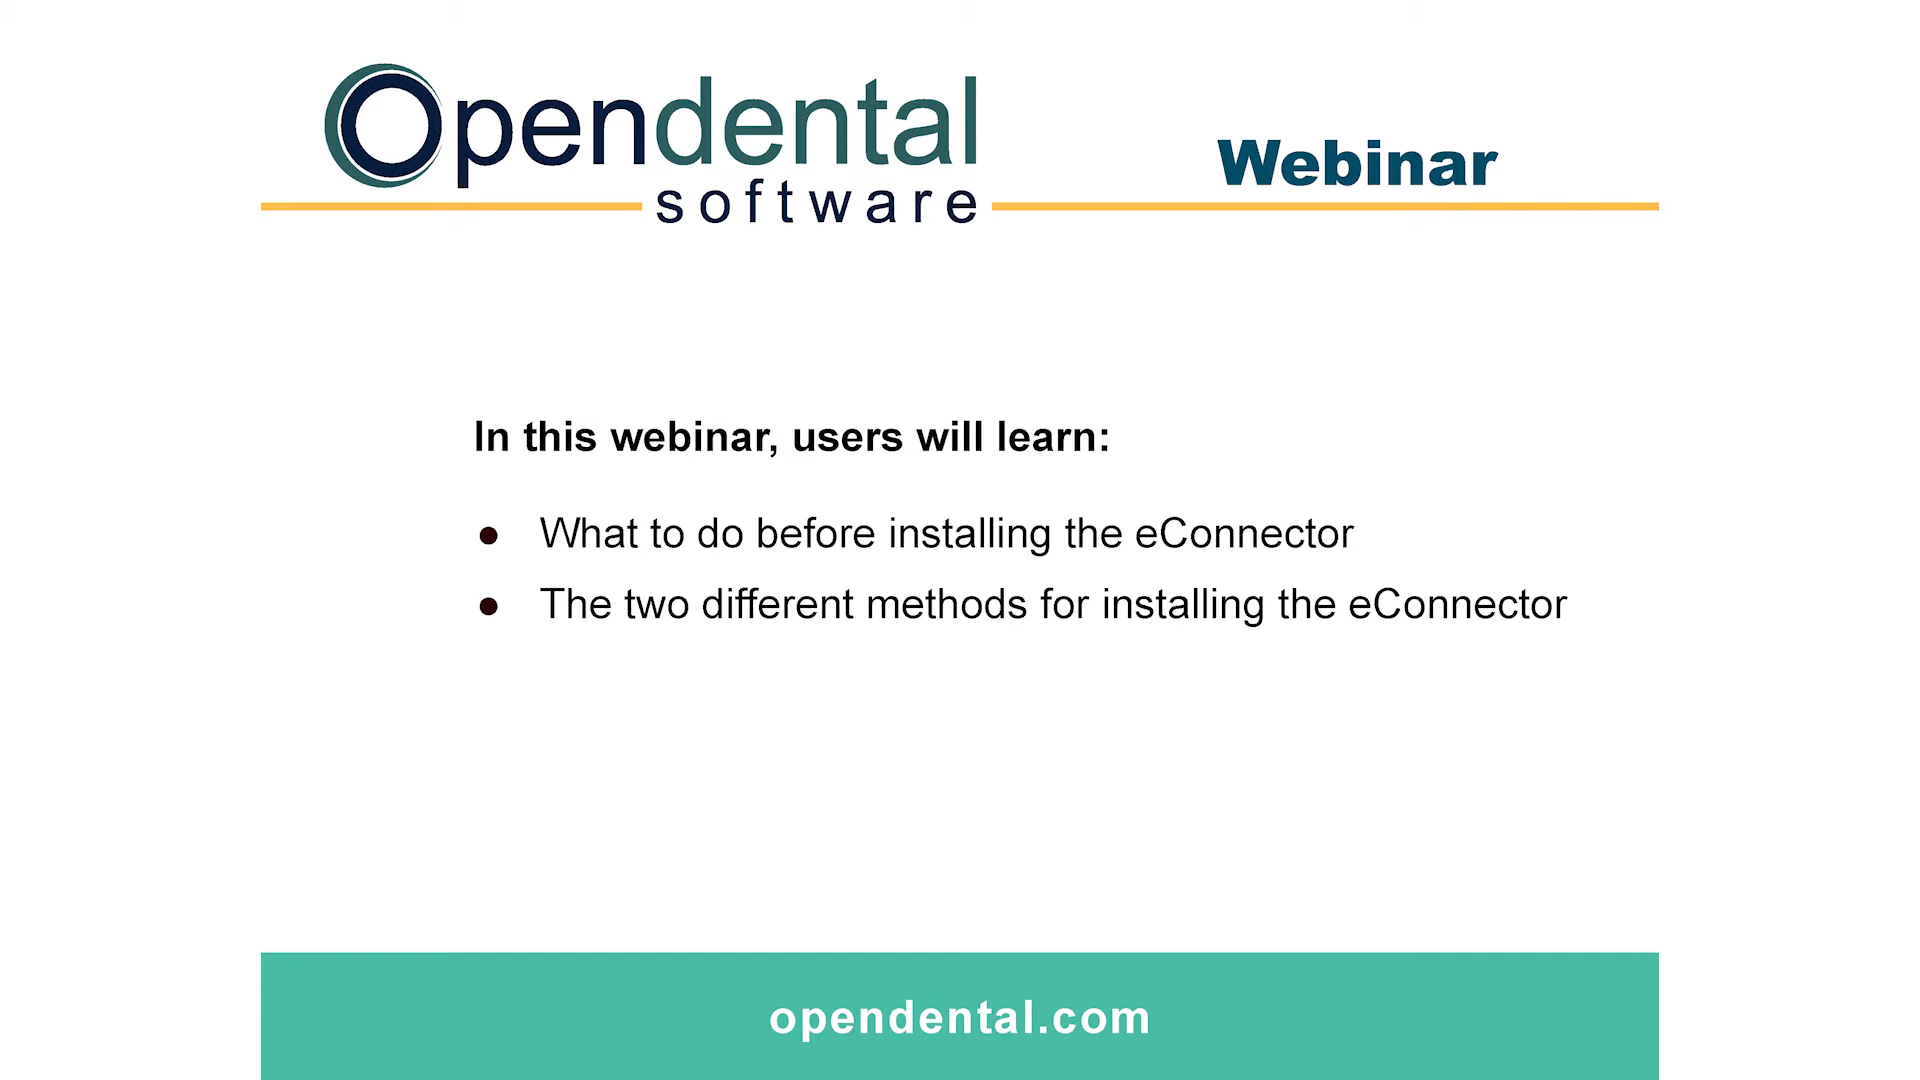 Opendental
software
Webinar
In this webinar, users will learn:
● What to do before installing the eConnector
● The two different methods for installing the eConnector
opendental.com